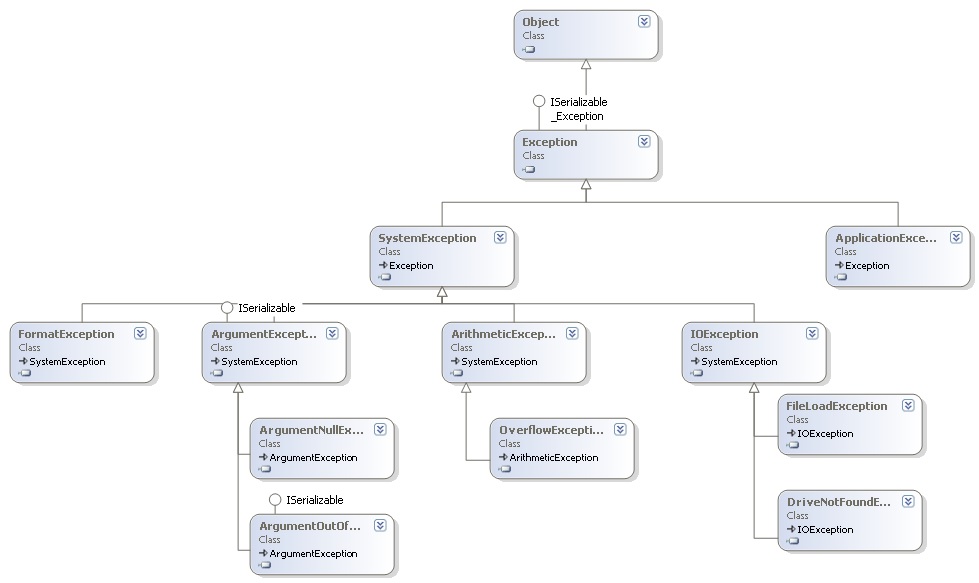 Object
Class
ISerializable
_Exception
Exception
Class
SystemException
Class
Exception
ApplicationExce...
Class
Exception
ISerializable
FormatException
Class
SystemException
ArgumentExcept...
Class
SystemException
ArithmeticExcep...
Class
SystemException
IOException
Class
SystemException
ArgumentNullEx...
Class
ArgumentException
OverflowExcepti...
Class
ArithmeticException
FileLoadException
Class
IOException
ISerializable
ArgumentOutOf...
Class
ArgumentException
DriveNotFoundE...
Class
IOException